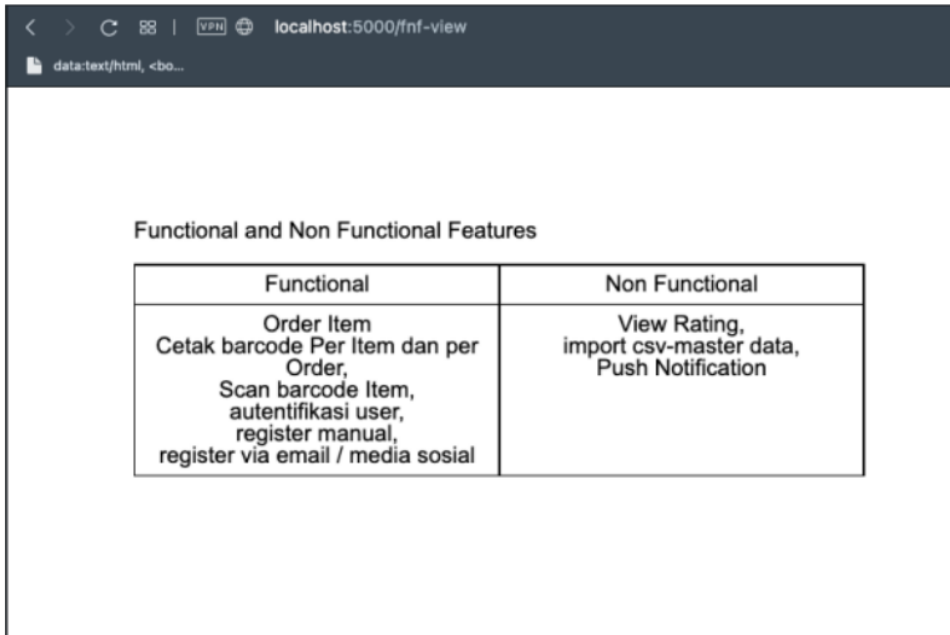 VPN localhost:5000/fnf-view
data:text/html, <bo...
Functional and Non Functional Features
Functional
Non Functional
Order Item
Cetak barcode Per Item dan per
Order,
Scan barcode Item,
autentifikasi user,
register manual,
register via email / media sosial
View Rating,
import csv-master data,
Push Notification